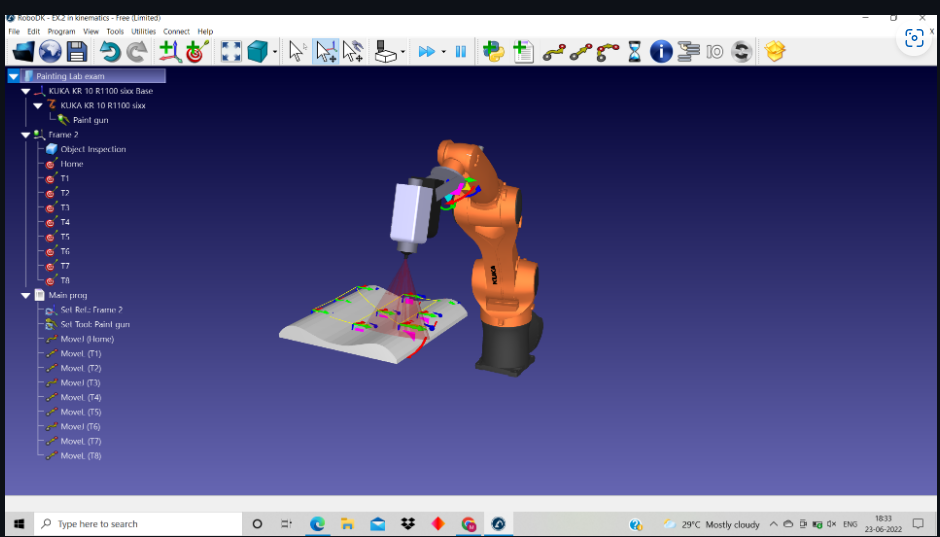 RoboDK - EX.2 in kinematics - Free (Limited)
File Edit Program View Tools Utilities Connect Help
IO
Painting Lab exam
KUKA KR 10 R1100 sixx Base
KUKA KR 10 R1100 sixx
Paint gun
Frame 2
Object Inspection
Home
T1
T2
T3
T4
T5
T6
T7
T8
Main prog
Set Ref.: Frame 2
Set Tool: Paint gun
MoveJ (Home)
MoveL (T1)
MoveL (T2)
MoveJ (T3)
MoveL (T4)
MoveL (T5)
MoveJ (T6)
MoveL (T7)
MoveL (T8)
KUKA
Type here to search
29°C Mostly cloudy
ENG
18:33
23-06-2022